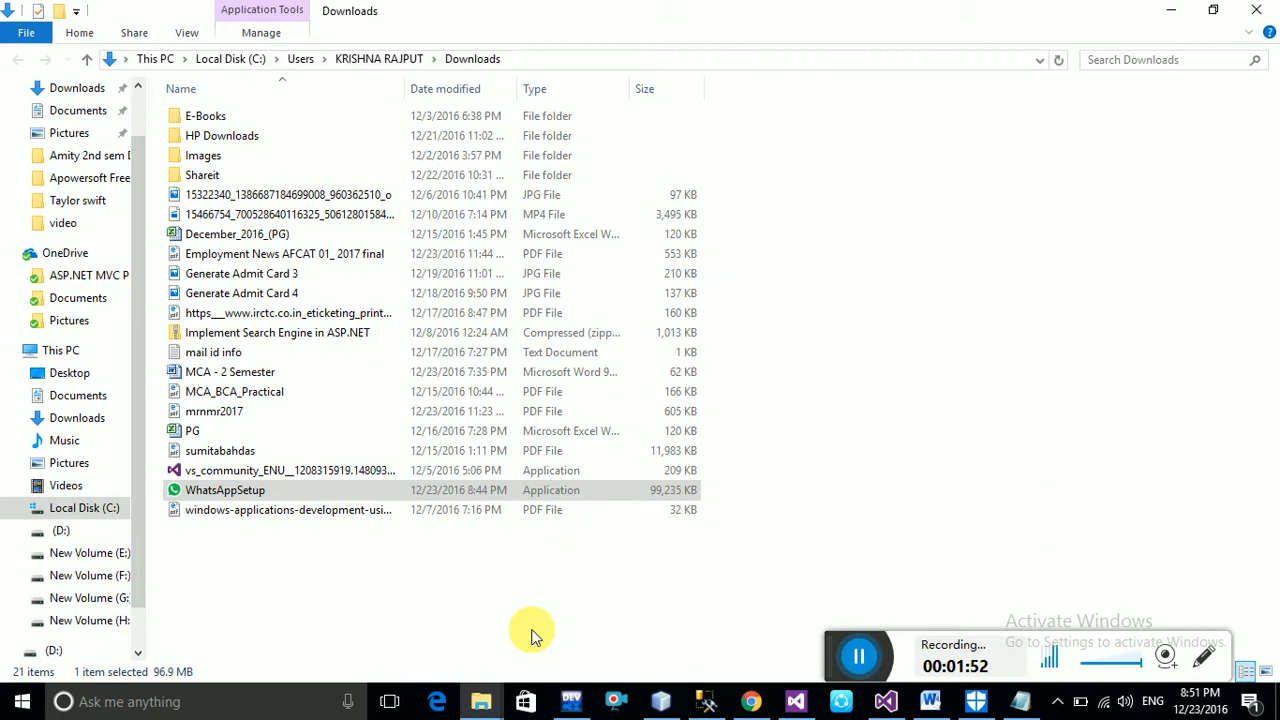 Application Tools Downloads
File Home Share View Manage
This PC Local Disk (C:) Users KRISHNA RAJPUT Downloads Search Downloads
Name Date modified Type Size
Downloads
Documents
Pictures
Amity 2nd sem D
Apowersoft Free
Taylor swift
video
OneDrive
ASP.NET MVC P
Documents
Pictures
This PC
Desktop
Documents
Downloads
Music
Pictures
Videos
Local Disk (C:)
(D:)
New Volume (E:)
New Volume (F:)
New Volume (G:
New Volume (H:
(D:)
E-Books 12/3/2016 6:38 PM File folder
HP Downloads 12/21/2016 11:02 ... File folder
Images 12/2/2016 3:57 PM File folder
Shareit 12/22/2016 10:31 ... File folder
15322340_1386687184699008_960362510_o 12/6/2016 10:41 PM JPG File 97 KB
15466754_700528640116325_50612801584... 12/10/2016 7:14 PM MP4 File 3,495 KB
December_2016_(PG) 12/15/2016 1:45 PM Microsoft Excel W... 120 KB
Employment News AFCAT 01_ 2017 final 12/23/2016 11:44 ... PDF File 553 KB
Generate Admit Card 3 12/19/2016 11:01 ... JPG File 210 KB
Generate Admit Card 4 12/18/2016 9:50 PM JPG File 137 KB
https__www.irctc.co.in_eticketing_print... 12/17/2016 8:47 PM PDF File 160 KB
Implement Search Engine in ASP.NET 12/8/2016 12:24 AM Compressed (zipp... 1,013 KB
mail id info 12/17/2016 7:27 PM Text Document 1 KB
MCA - 2 Semester 12/23/2016 7:35 PM Microsoft Word 9... 62 KB
MCA_BCA_Practical 12/15/2016 10:44 ... PDF File 166 KB
mrnmr2017 12/23/2016 11:23 ... PDF File 605 KB
PG 12/16/2016 7:28 PM Microsoft Excel W... 120 KB
sumitabahdas 12/15/2016 1:11 PM PDF File 11,983 KB
vs_community_ENU__1208315919.148093... 12/5/2016 5:06 PM Application 209 KB
WhatsAppSetup 12/23/2016 8:44 PM Application 99,235 KB
windows-applications-development-usi... 12/7/2016 7:16 PM PDF File 32 KB
Activate Windows
Go to Settings to activate Windows.
Recording...
00:01:52
21 items 1 item selected 96.9 MB
Ask me anything
ENG 8:51 PM
12/23/2016